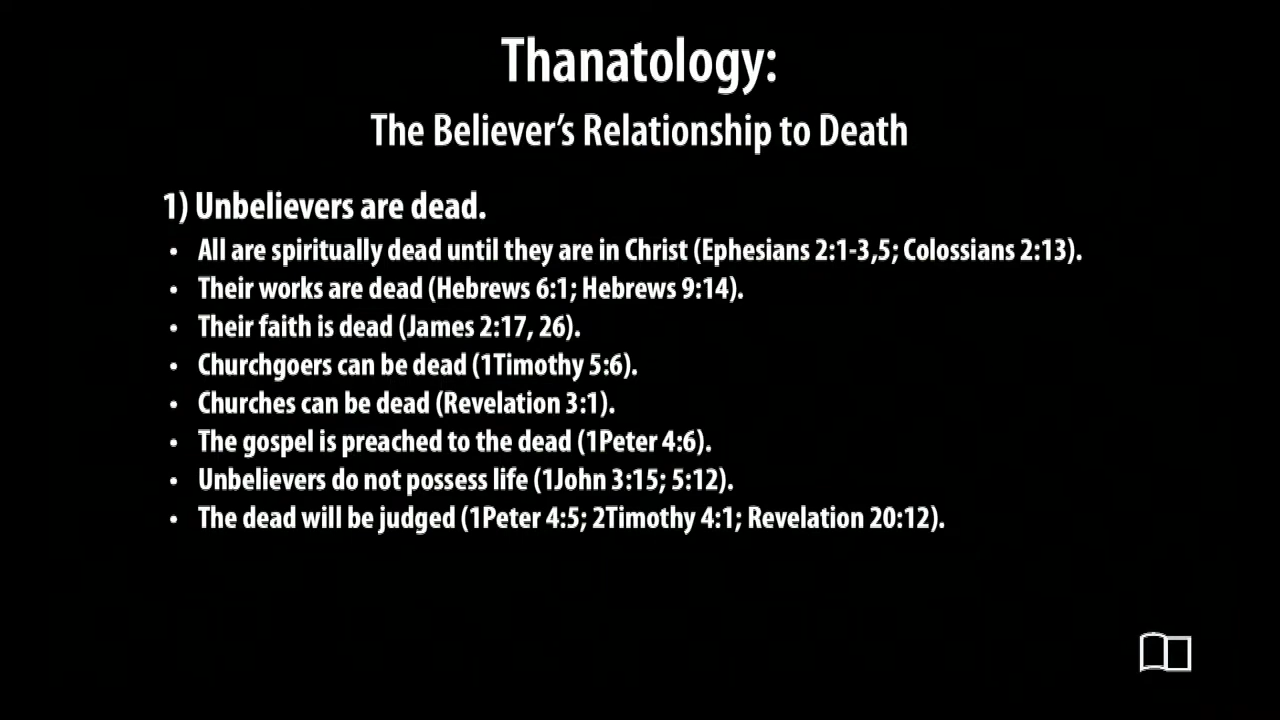 Thanatology:
The Believer's Relationship to Death
1) Unbelievers are dead.
• All are spiritually dead until they are in Christ (Ephesians 2:1-3,5; Colossians 2:13).
• Their works are dead (Hebrews 6:1; Hebrews 9:14).
• Their faith is dead (James 2:17, 26).
• Churchgoers can be dead (1Timothy 5:6).
• Churches can be dead (Revelation 3:1).
• The gospel is preached to the dead (1Peter 4:6).
• Unbelievers do not possess life (1John 3:15; 5:12).
• The dead will be judged (1Peter 4:5; 2Timothy 4:1; Revelation 20:12).